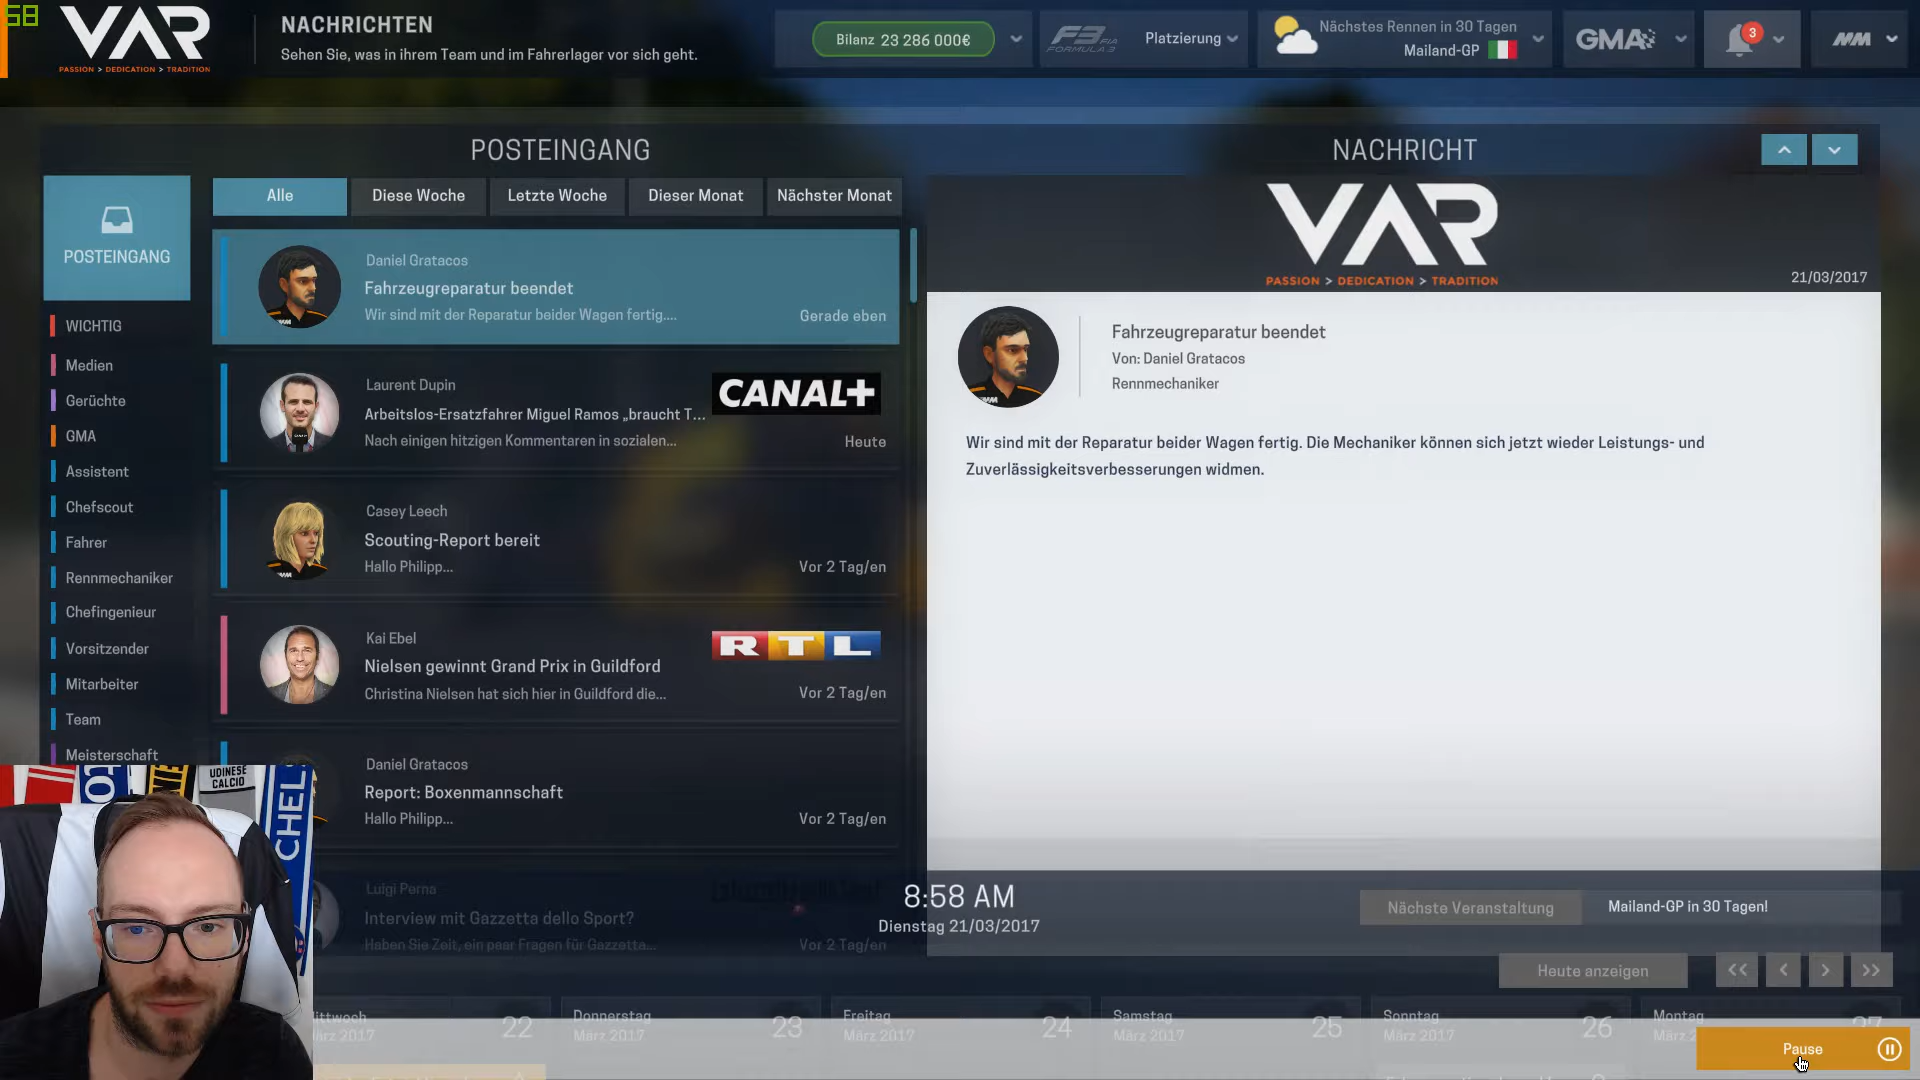 58
VAR
PASSION > DEDICATION > TRADITION
NACHRICHTEN
Sehen Sie, was in ihrem Team und im Fahrerlager vor sich geht.
Bilanz 23 286 000€
F3 FIA
FORMULA 3
Platzierung
Nächstes Rennen in 30 Tagen
Mailand-GP
GMA
3
MM
POSTEINGANG
NACHRICHT
POSTEINGANG
Alle
Diese Woche
Letzte Woche
Dieser Monat
Nächster Monat
WICHTIG
Medien
Gerüchte
GMA
Assistent
Chefscout
Fahrer
Rennmechaniker
Chefingenieur
Vorsitzender
Mitarbeiter
Team
Meisterschaft
Daniel Gratacos
Fahrzeugreparatur beendet
Wir sind mit der Reparatur beider Wagen fertig....
Gerade eben
Laurent Dupin
CANAL+
Arbeitslos-Ersatzfahrer Miguel Ramos „braucht T...
Nach einigen hitzigen Kommentaren in sozialen...
Heute
Casey Leech
Scouting-Report bereit
Hallo Philipp...
Vor 2 Tag/en
Kai Ebel
RTL
Nielsen gewinnt Grand Prix in Guildford
Christina Nielsen hat sich hier in Guildford die...
Vor 2 Tag/en
Daniel Gratacos
Report: Boxenmannschaft
Hallo Philipp...
Vor 2 Tag/en
Luigi Perna
Interview mit Gazzetta dello Sport?
Haben Sie Zeit, ein paar Fragen für Gazzetta...
Vor 2 Tag/en
VAR
PASSION > DEDICATION > TRADITION
21/03/2017
Fahrzeugreparatur beendet
Von: Daniel Gratacos
Rennmechaniker
Wir sind mit der Reparatur beider Wagen fertig. Die Mechaniker können sich jetzt wieder Leistungs- und
Zuverlässigkeitsverbesserungen widmen.
8:58 AM
Dienstag 21/03/2017
Nächste Veranstaltung
Mailand-GP in 30 Tagen!
Heute anzeigen
<< < > >>
22
Donnerstag
März 2017
23
Freitag
März 2017
24
Samstag
März 2017
25
Sonntag
März 2017
26
Montag
März 2017
27
Pause
UDINESE
CALCIO
CHEL